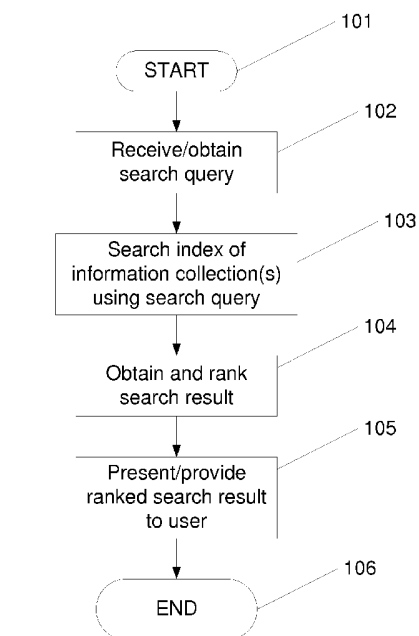 101
START
102
Receive/obtain
search query
103
Search index of
information collection(s)
using search query
104
Obtain and rank
search result
105
Present/provide
ranked search result
to user
106
END